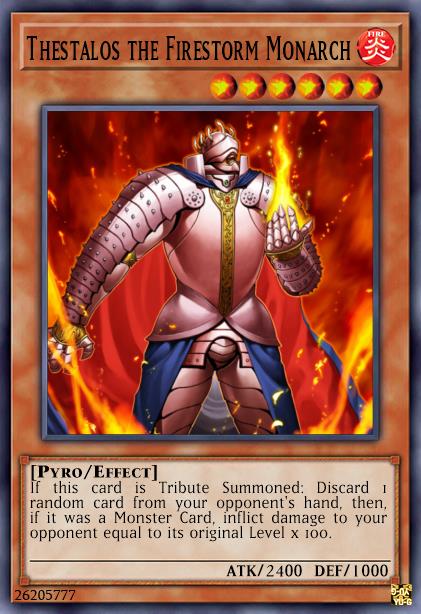 Thestalos the Firestorm Monarch
FIRE
炎
[Pyro/Effect]
If this card is Tribute Summoned: Discard 1
random card from your opponent's hand, then,
if it was a Monster Card, inflict damage to your
opponent equal to its original Level x 100.
ATK/2400 DEF/1000
26205777